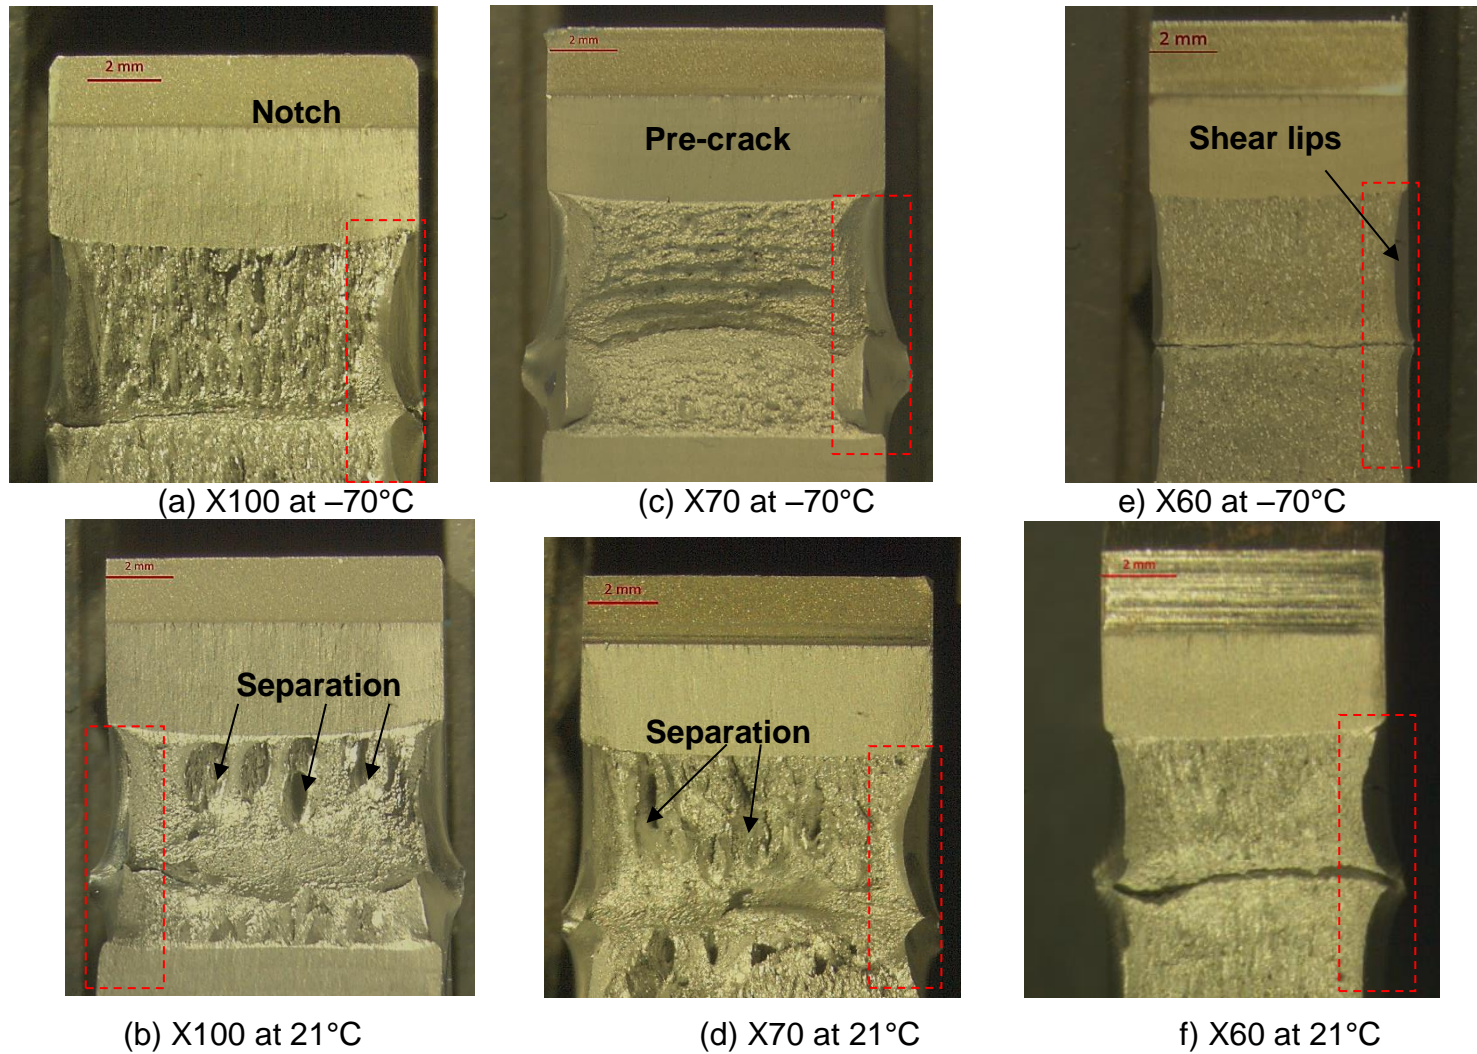 2 mm
Notch
2 mm
Pre-crack
2 mm
Shear lips
(a) X100 at –70°C
(c) X70 at –70°C
e) X60 at –70°C
2 mm
Separation
2 mm
Separation
2 mm
(b) X100 at 21°C
(d) X70 at 21°C
f) X60 at 21°C